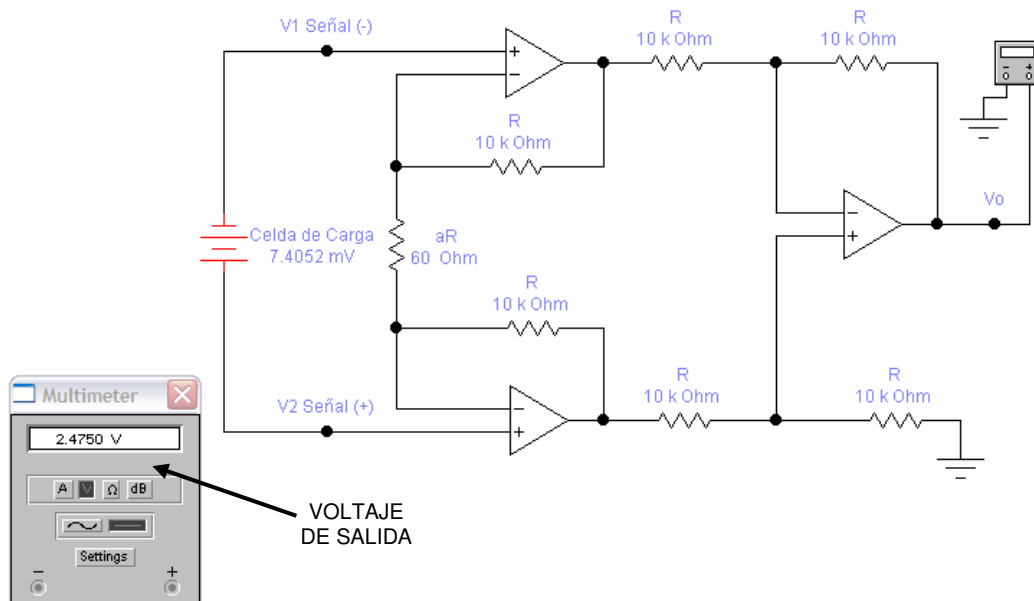 V1 Señal (-)
R
10 k Ohm
R
10 k Ohm
+
−
R
10 k Ohm
− +
Celda de Carga
7.4052 mV
aR
60 Ohm
−
+
Vo
R
10 k Ohm
V2 Señal (+)
−
+
R
10 k Ohm
R
10 k Ohm
Multimeter
2.4750 V
A V Ω dB
Settings
− +
VOLTAJE
DE SALIDA